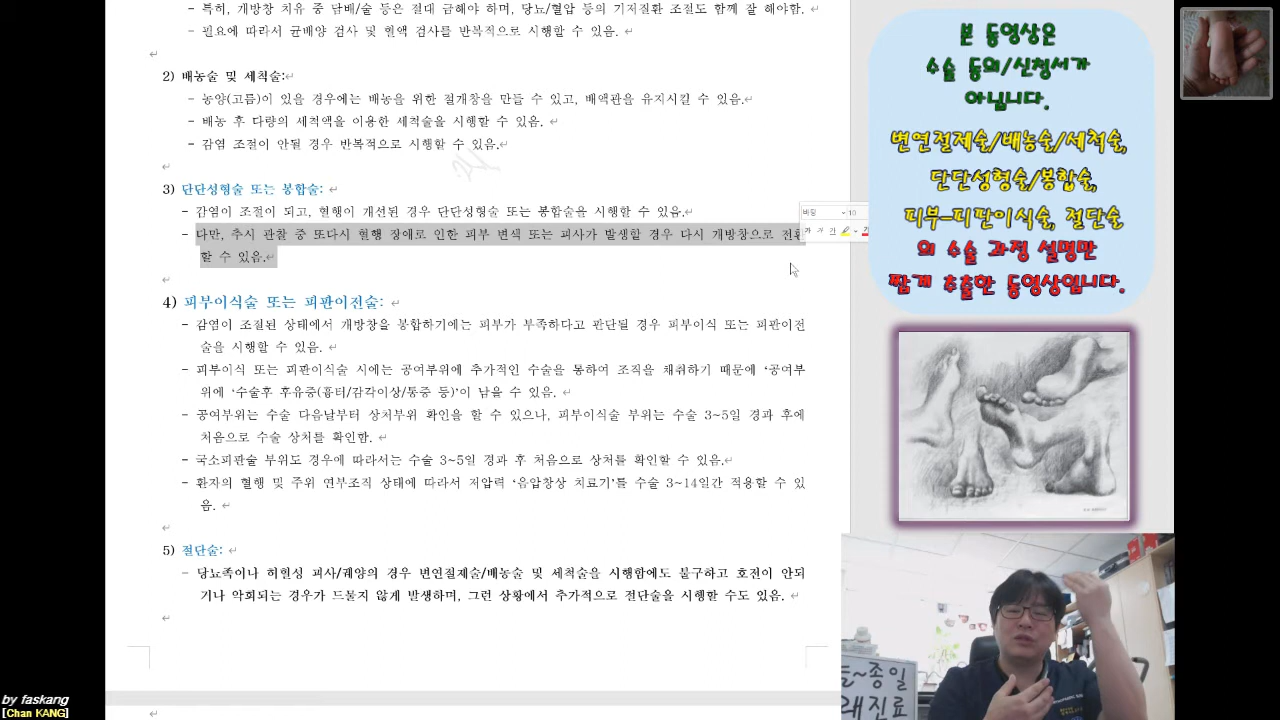 - 특히, 개방창 치유 중 담배/술 등은 절대 금해야 하며, 당뇨/혈압 등의 기저질환 조절도 함께 잘 해야함.
- 필요에 따라서 균배양 검사 및 혈액 검사를 반복적으로 시행할 수 있음.
2) 배농술 및 세척술:
- 농양(고름)이 있을 경우에는 배농을 위한 절개창을 만들 수 있고, 배액관을 유지시킬 수 있음.
- 배농 후 다량의 세척액을 이용한 세척술을 시행할 수 있음.
- 감염 조절이 안될 경우 반복적으로 시행할 수 있음.
3) 단단성형술 또는 봉합술:
- 감염이 조절이 되고, 혈행이 개선된 경우 단단성형술 또는 봉합술을 시행할 수 있음.
- 다만, 추시 관찰 중 또다시 혈행 장애로 인한 피부 변색 또는 피사가 발생할 경우 다시 개방창으로 전환
할 수 있음.
4) 피부이식술 또는 피판이전술:
- 감염이 조절된 상태에서 개방창을 봉합하기에는 피부가 부족하다고 판단될 경우 피부이식 또는 피판이전
술을 시행할 수 있음.
- 피부이식 또는 피판이식술 시에는 공여부위에 추가적인 수술을 통하여 조직을 채취하기 때문에 '공여부
위에 '수술후 후유증(흉터/감각이상/통증 등)'이 남을 수 있음.
- 공여부위는 수술 다음날부터 상처부위 확인을 할 수 있으나, 피부이식술 부위는 수술 3~5일 경과 후에
처음으로 수술 상처를 확인함.
- 국소피판술 부위도 경우에 따라서는 수술 3~5일 경과 후 처음으로 상처를 확인할 수 있음.
- 환자의 혈행 및 주위 연부조직 상태에 따라서 저압력 '음압창상 치료기'를 수술 3~14일간 적용할 수 있
음.
5) 절단술:
- 당뇨족이나 허혈성 괴사/궤양의 경우 변연절제술/배농술 및 세척술을 시행함에도 불구하고 호전이 안되
거나 악화되는 경우가 드물지 않게 발생하며, 그런 상황에서 추가적으로 절단술을 시행할 수도 있음.
바탕 10
가 가 가 가
본 동영상은
수술 동의/신청서가
아닙니다.
변연절제술/배농술/세척술,
단단성형술/봉합술,
피부-피판이식술, 절단술
의 수술 과정 설명만
짧게 추출한 동영상입니다.
by faskang
[Chan KANG]
늘~종일
래진료